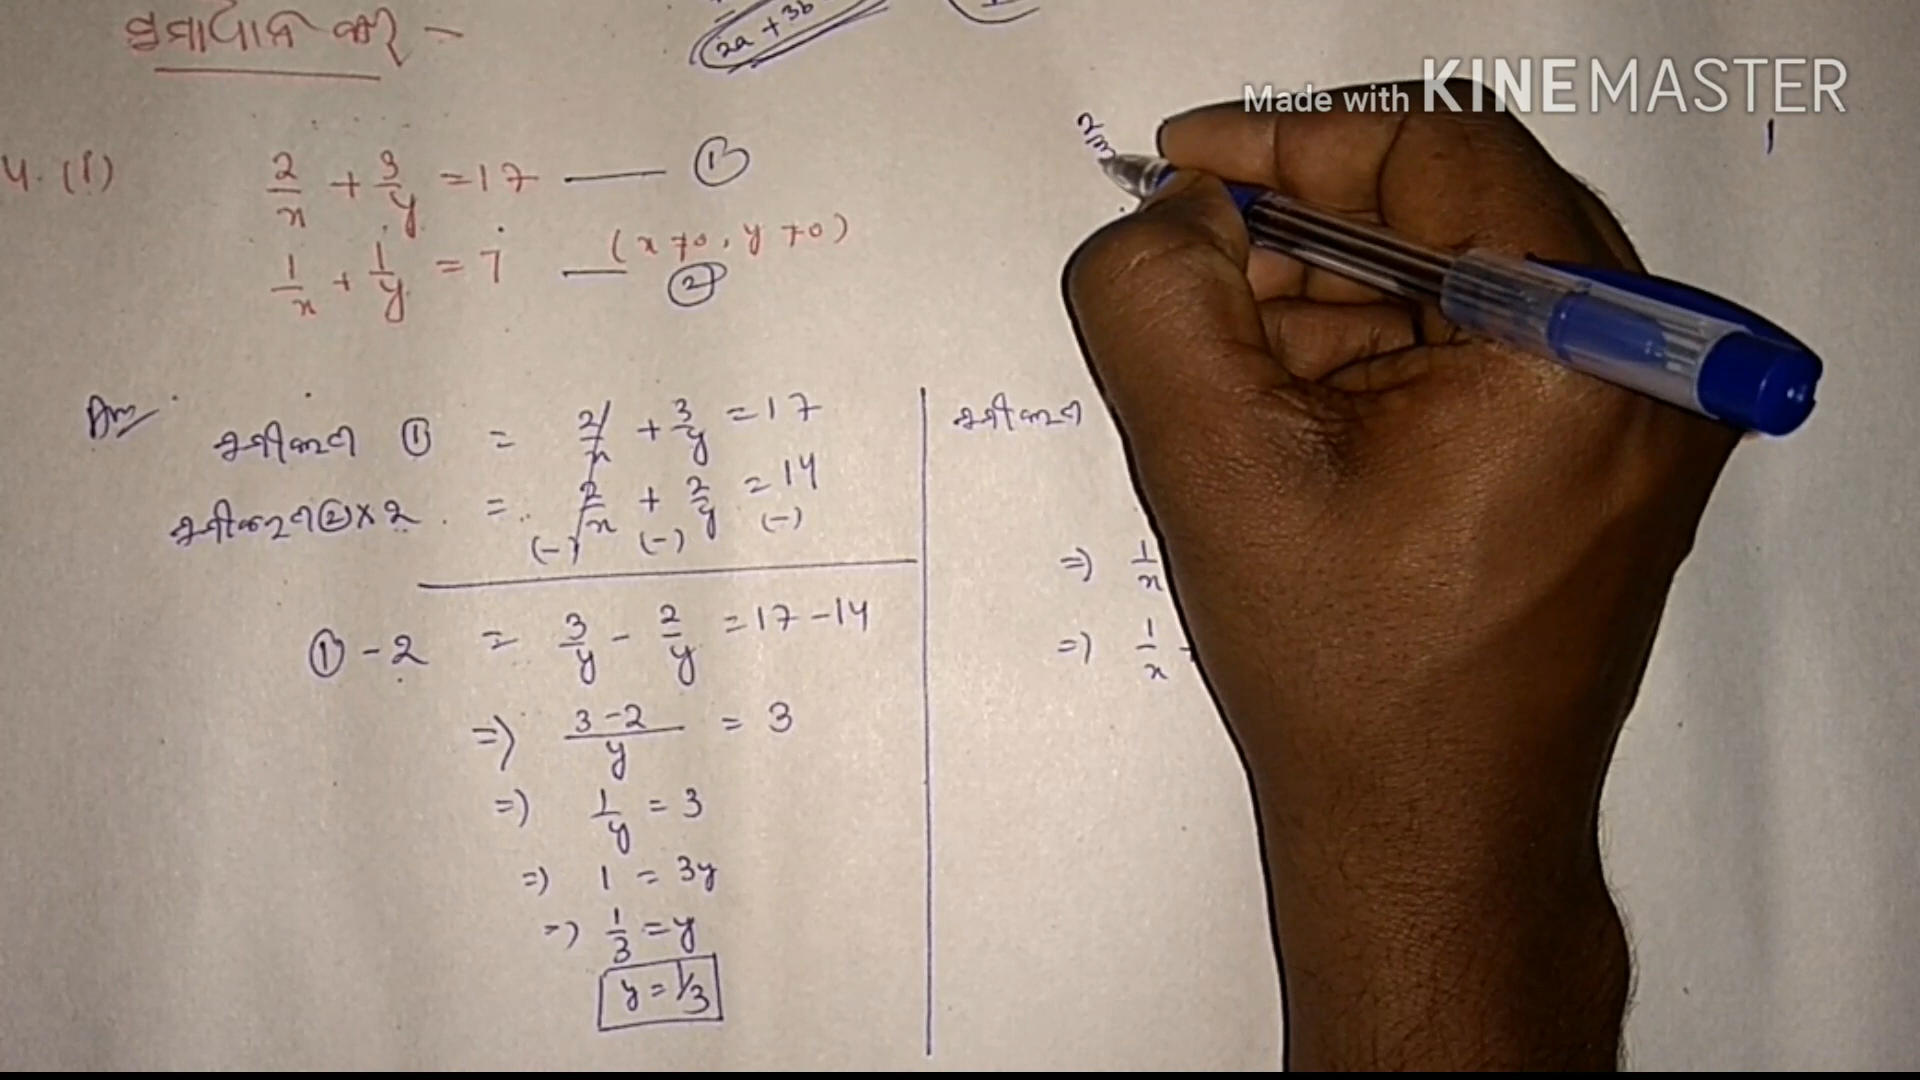 ସମାଧାନ କର -
2a + 3b
Made with KINEMASTER
4. (i) 2/x + 3/y = 17 —— ①
(x ≠ 0, y ≠ 0)
1/x + 1/y = 7 —— ②
Ans
ସମୀକରଣ ① = 2/x + 3/y = 17
ସମୀକରଣ ② × 2 = 2/x + 2/y = 14
(-) (-) (-)
① - 2 = 3/y - 2/y = 17 - 14
=> (3-2)/y = 3
=> 1/y = 3
=> 1 = 3y
=> 1/3 = y
y = 1/3
ସମୀକରଣ
=> 1/x
=> 1/x